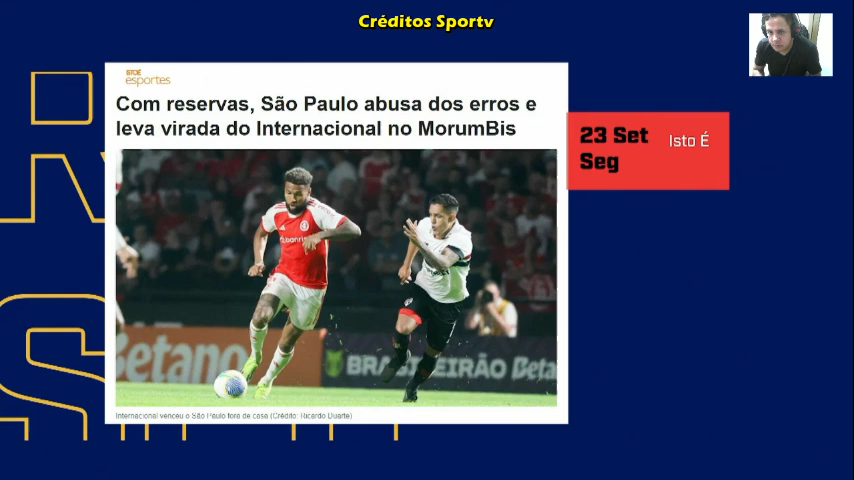 Créditos Sportv
ISTOÉ
esportes
Com reservas, São Paulo abusa dos erros e
leva virada do Internacional no MorumBis
23 Set
Seg
Isto É
banri
Betano
BRASILEIRÃO Beta
Internacional venceu o São Paulo fora de casa (Crédito: Ricardo Duarte)